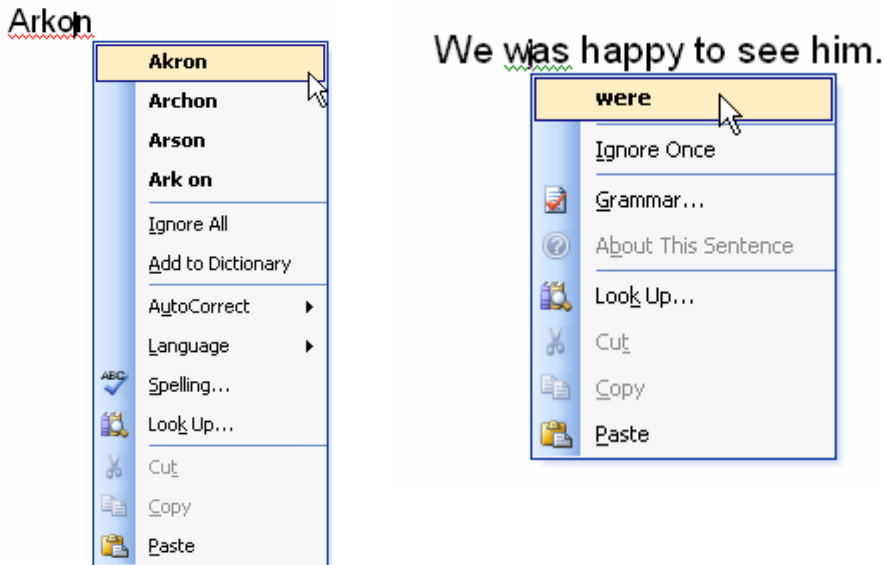 Arkon
Akron
Archon
Arson
Ark on
Ignore All
Add to Dictionary
AutoCorrect
Language
ABC
Spelling...
Look Up...
Cut
Copy
Paste
We was happy to see him.
were
Ignore Once
Grammar...
About This Sentence
Look Up...
Cut
Copy
Paste